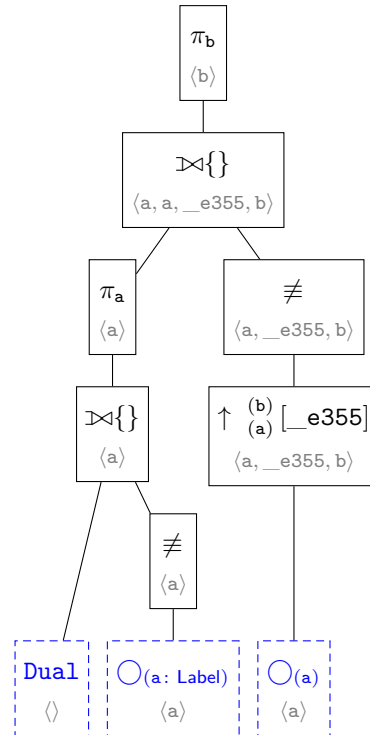 π_b
⟨b⟩
⟕{}
⟨a, a, __e355, b⟩
π_a
⟨a⟩
≢
⟨a, __e355, b⟩
⟕{}
⟨a⟩
↑ (b) (a) [__e355]
⟨a, __e355, b⟩
≢
⟨a⟩
Dual
⟨⟩
◯(a: Label)
⟨a⟩
◯(a)
⟨a⟩